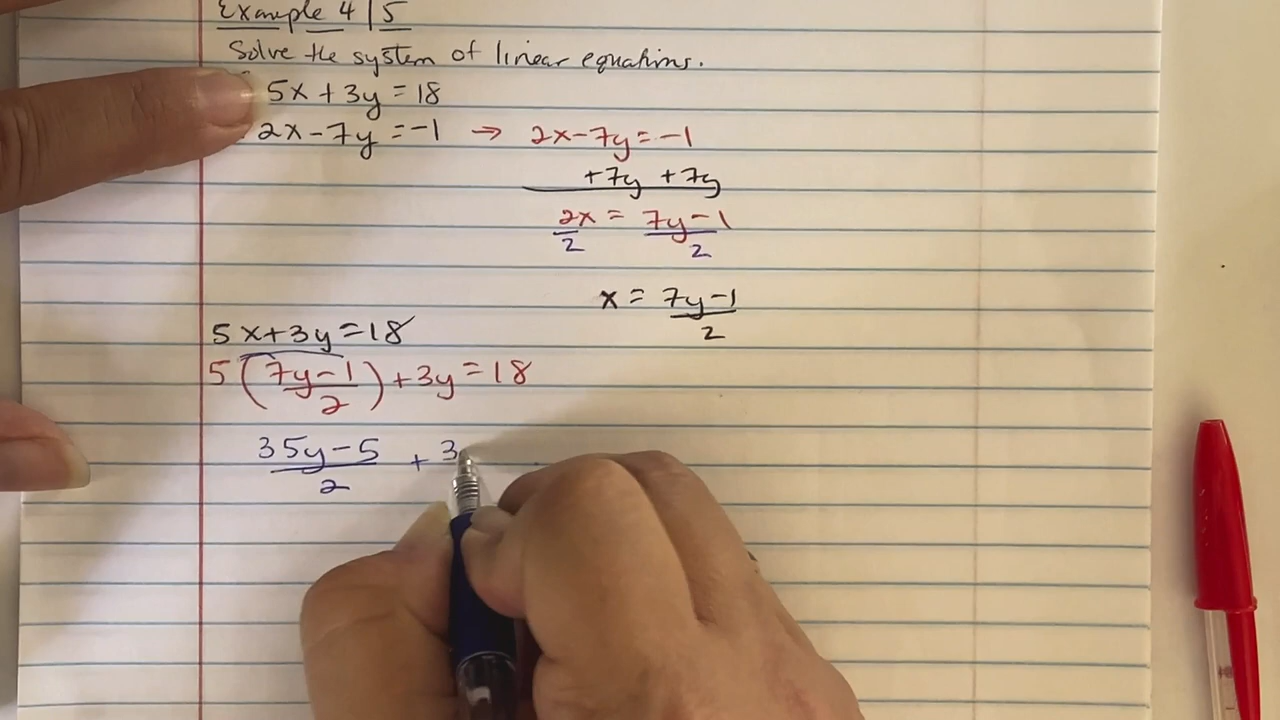 Example 4/5
Solve the system of linear equations.
5x + 3y = 18
2x - 7y = -1 → 2x - 7y = -1
+7y +7y
2x = 7y - 1
2 2
x = 7y - 1
2
5x + 3y = 18
5(7y - 1) + 3y = 18
2
35y - 5 + 3
2